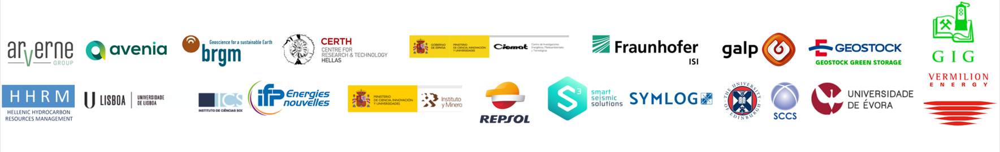 arverne
GROUP
avenia
Geoscience for a sustainable Earth
brgm
CERTH
CENTRE FOR
RESEARCH & TECHNOLOGY
HELLAS
GOBIERNO
DE ESPAÑA
MINISTERIO
DE CIENCIA, INNOVACIÓN
Y UNIVERSIDADES
Ciemat
Centro de Investigaciones
Energéticas, Medioambientales
y Tecnológicas
Fraunhofer
ISI
galp
GEOSTOCK
GEOSTOCK GREEN STORAGE
GIG
HHRM
HELLENIC HYDROCARBON
RESOURCES MANAGEMENT
LISBOA
UNIVERSIDADE
DE LISBOA
ICS
INSTITUTO DE CIÊNCIAS SOC
ifp Energies
nouvelles
MINISTERIO
DE CIENCIA, INNOVACIÓN
Y UNIVERSIDADES
Instituto
y Minero
REPSOL
S3
smart
seismic
solutions
SYMLOG
THE UNIVERSITY OF EDINBURGH
SCCS
UNIVERSIDADE
DE ÉVORA
VERMILION
ENERGY